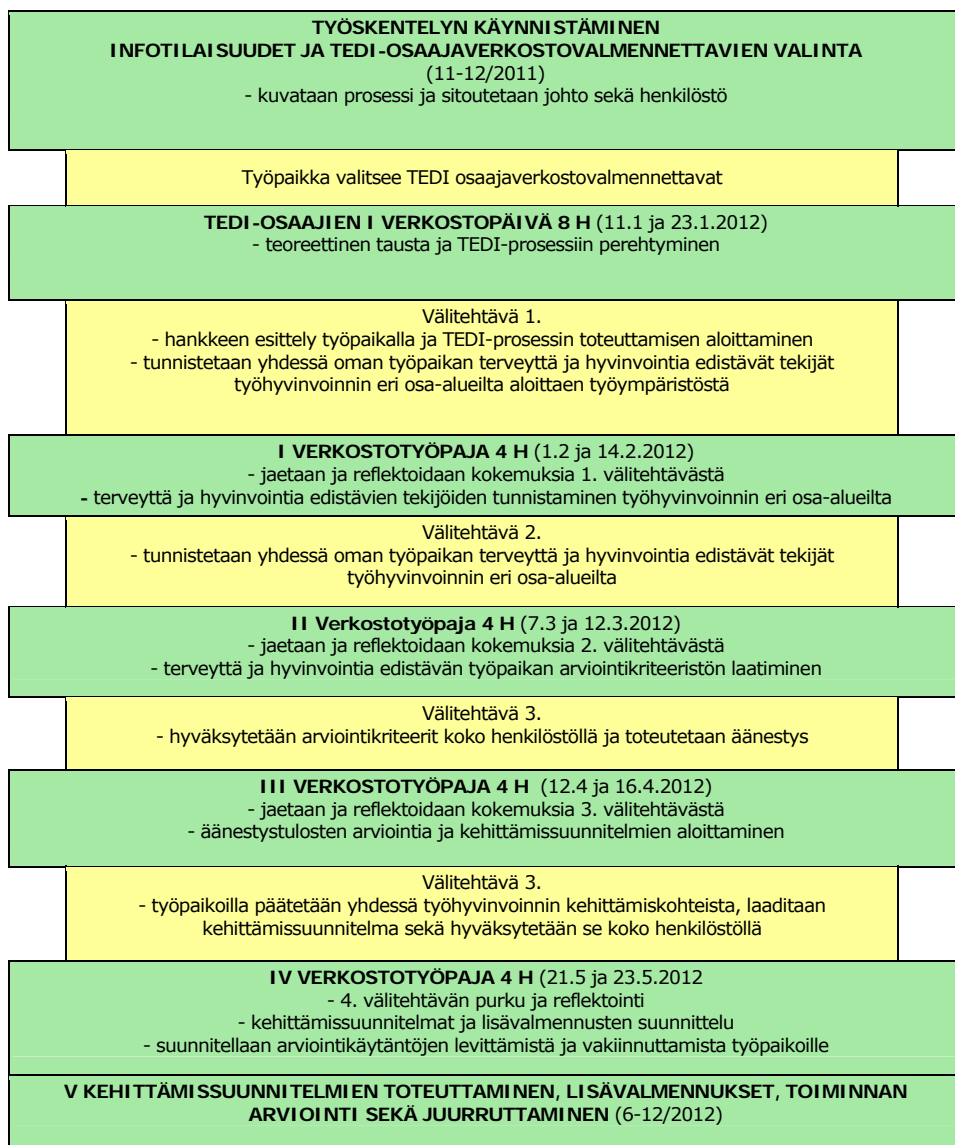 TYÖSKENTELYN KÄYNNISTÄMINEN
INFOTILAISUUDET JA TEDI-OSAAJAVERKOSTOVALMENNETTAVIEN VALINTA
(11-12/2011)
- kuvataan prosessi ja sitoutetaan johto sekä henkilöstö
Työpaikka valitsee TEDI osaajaverkostovalmennettavat
TEDI-OSAAJIEN I VERKOSTOPÄIVÄ 8 H (11.1 ja 23.1.2012)
- teoreettinen tausta ja TEDI-prosessiin perehtyminen
Välitehtävä 1.
- hankkeen esittely työpaikalla ja TEDI-prosessin toteuttamisen aloittaminen
- tunnistetaan yhdessä oman työpaikan terveyttä ja hyvinvointia edistävät tekijät
työhyvinvoinnin eri osa-alueilta aloittaen työympäristöstä
I VERKOSTOTYÖPAJA 4 H (1.2 ja 14.2.2012)
- jaetaan ja reflektoidaan kokemuksia 1. välitehtävästä
- terveyttä ja hyvinvointia edistävien tekijöiden tunnistaminen työhyvinvoinnin eri osa-alueilta
Välitehtävä 2.
- tunnistetaan yhdessä oman työpaikan terveyttä ja hyvinvointia edistävät tekijät
työhyvinvoinnin eri osa-alueilta
II Verkostotyöpaja 4 H (7.3 ja 12.3.2012)
- jaetaan ja reflektoidaan kokemuksia 2. välitehtävästä
- terveyttä ja hyvinvointia edistävän työpaikan arviointikriteeristön laatiminen
Välitehtävä 3.
- hyväksytetään arviointikriteerit koko henkilöstöllä ja toteutetaan äänestys
III VERKOSTOTYÖPAJA 4 H (12.4 ja 16.4.2012)
- jaetaan ja reflektoidaan kokemuksia 3. välitehtävästä
- äänestystulosten arviointia ja kehittämissuunnitelmien aloittaminen
Välitehtävä 3.
- työpaikoilla päätetään yhdessä työhyvinvoinnin kehittämiskohteista, laaditaan
kehittämissuunnitelma sekä hyväksytetään se koko henkilöstöllä
IV VERKOSTOTYÖPAJA 4 H (21.5 ja 23.5.2012
- 4. välitehtävän purku ja reflektointi
- kehittämissuunnitelmat ja lisävalmennusten suunnittelu
- suunnitellaan arviointikäytäntöjen levittämistä ja vakiinnuttamista työpaikoille
V KEHITTÄMISSUUNNITELMIEN TOTEUTTAMINEN, LISÄVALMENNUKSET, TOIMINNAN
ARVIOINTI SEKÄ JUURRUTTAMINEN (6-12/2012)